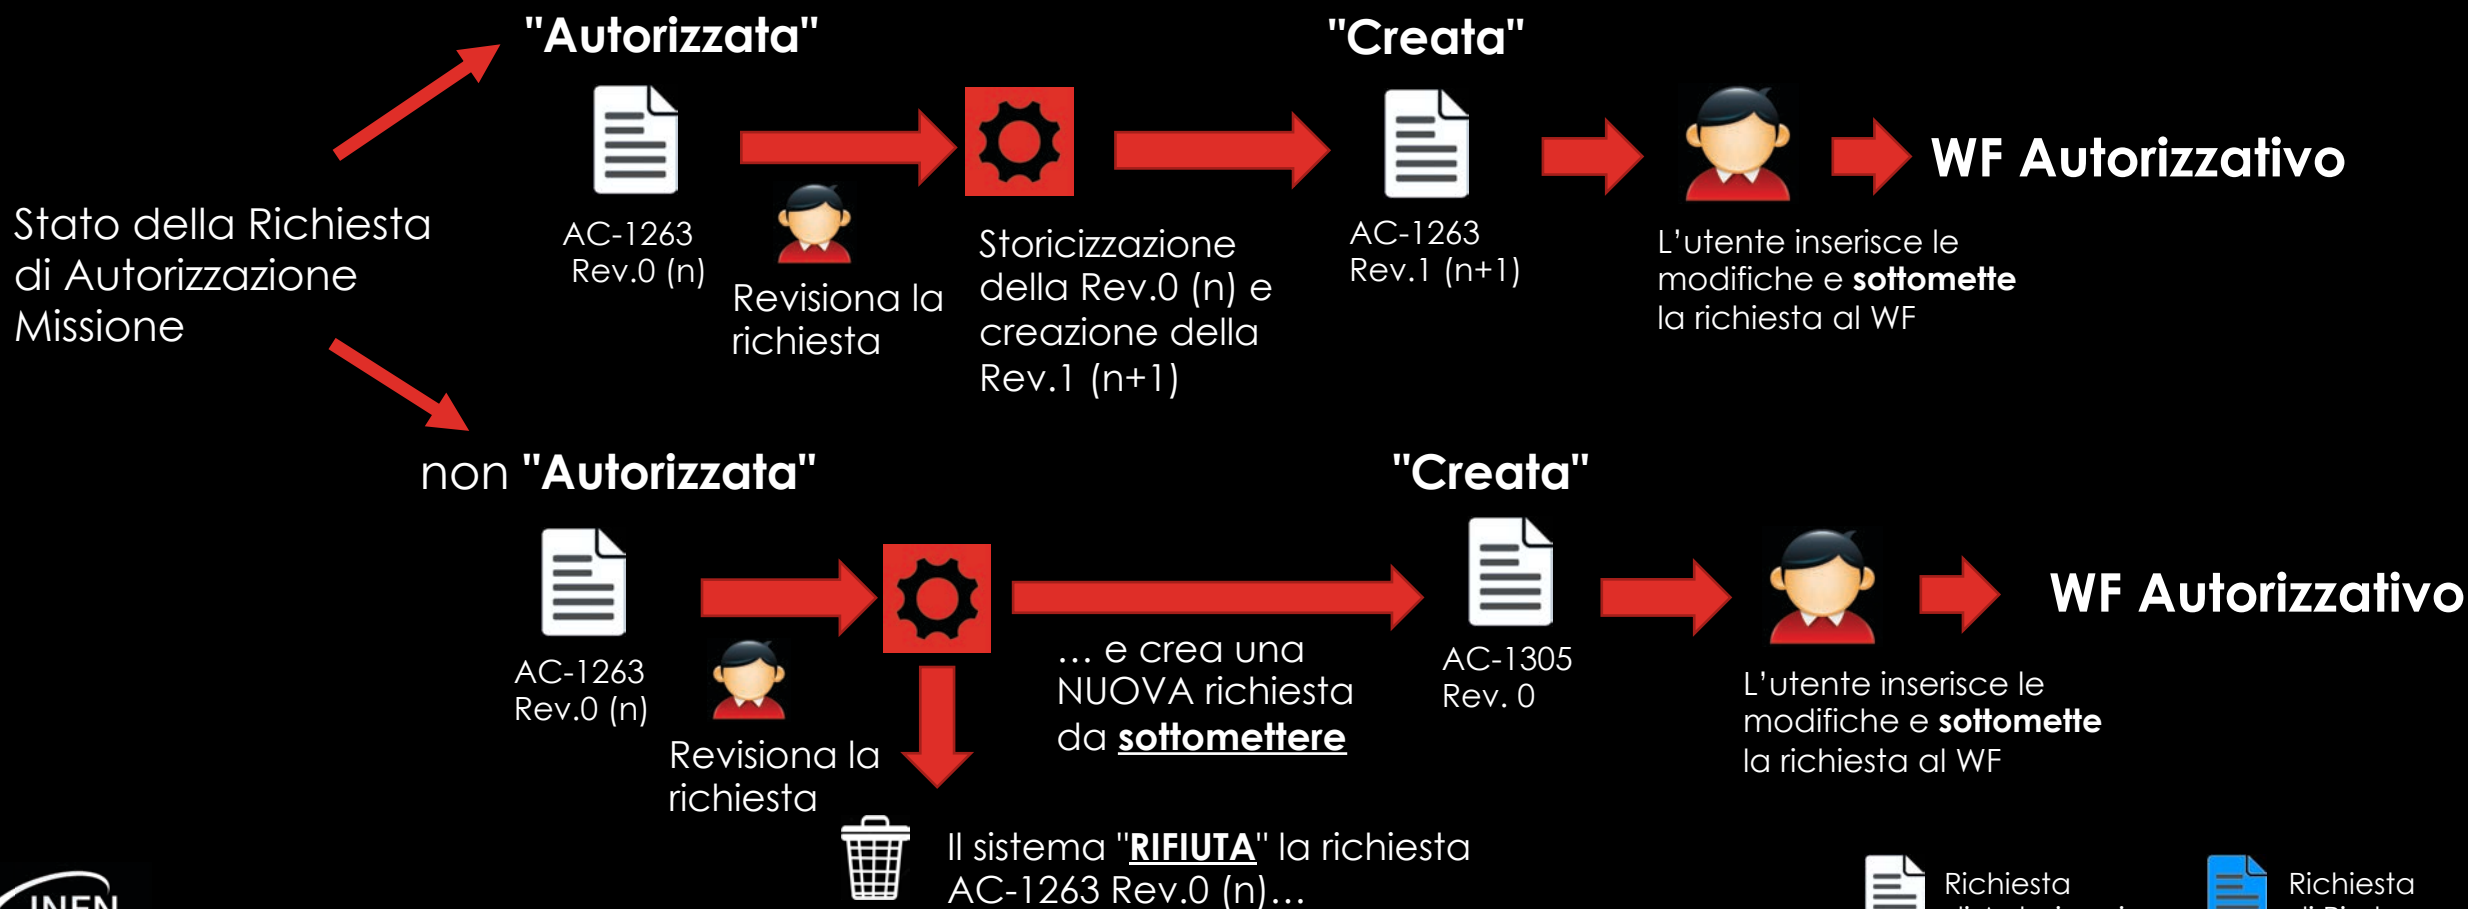 "Autorizzata"
"Creata"
AC-1263
Rev.0 (n)
Revisiona la
richiesta
Storicizzazione
della Rev.0 (n) e
creazione della
Rev.1 (n+1)
AC-1263
Rev.1 (n+1)
L'utente inserisce le
modifiche e sottomette
la richiesta al WF
WF Autorizzativo
Stato della Richiesta
di Autorizzazione
Missione
non "Autorizzata"
"Creata"
AC-1263
Rev.0 (n)
Revisiona la
richiesta
… e crea una
NUOVA richiesta
da sottomettere
AC-1305
Rev. 0
L'utente inserisce le
modifiche e sottomette
la richiesta al WF
WF Autorizzativo
Il sistema "RIFIUTA" la richiesta
AC-1263 Rev.0 (n)…
INFN
Richiesta
Richiesta